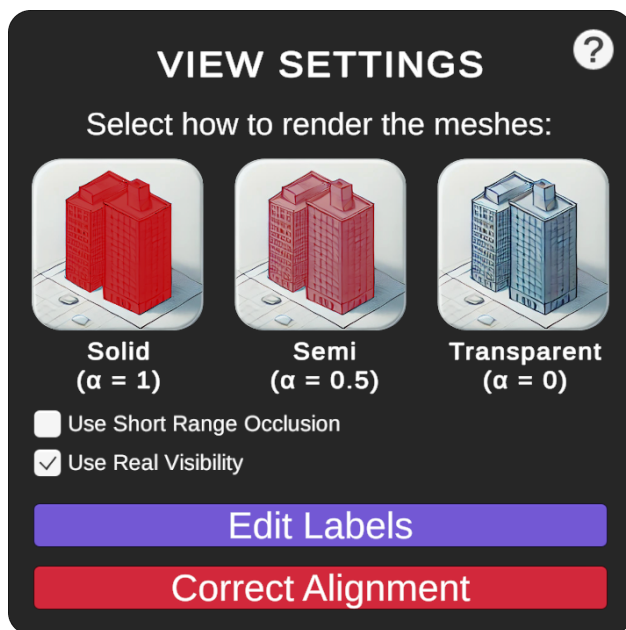 VIEW SETTINGS
?
Select how to render the meshes:
Solid
(α = 1)
Semi
(α = 0.5)
Transparent
(α = 0)
Use Short Range Occlusion
Use Real Visibility
Edit Labels
Correct Alignment